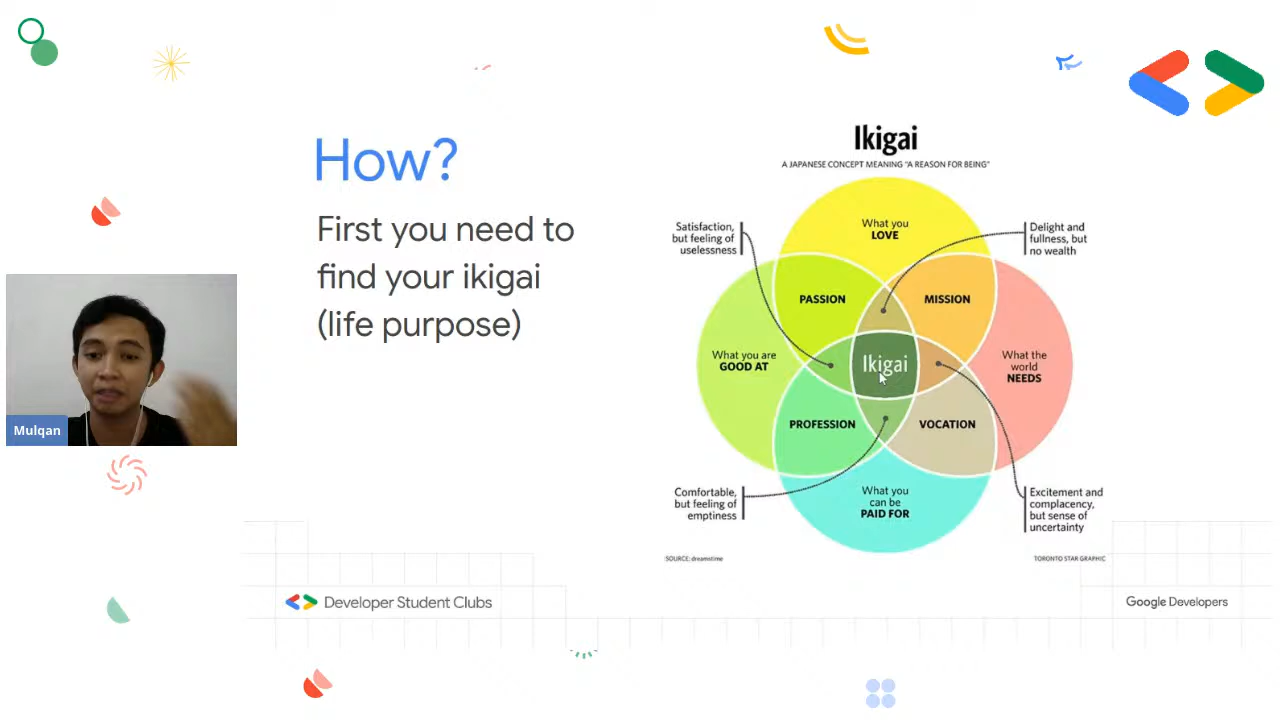 How?
First you need to
find your ikigai
(life purpose)
Mulqan
Ikigai
A JAPANESE CONCEPT MEANING "A REASON FOR BEING"
What you
LOVE
Satisfaction,
but feeling of
uselessness
Delight and
fullness, but
no wealth
PASSION
MISSION
What you are
GOOD AT
Ikigai
What the
world
NEEDS
PROFESSION
VOCATION
What you
can be
PAID FOR
Comfortable,
but feeling of
emptiness
Excitement and
complacency,
but sense of
uncertainty
SOURCE: dreamstime
TORONTO STAR GRAPHIC
Developer Student Clubs
Google Developers